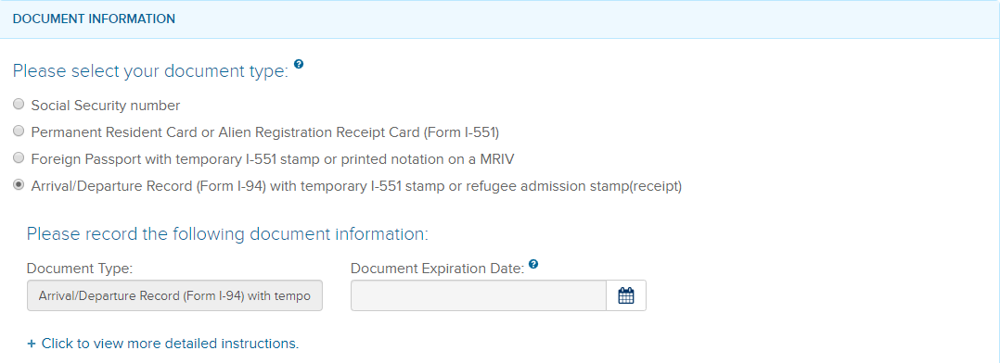 DOCUMENT INFORMATION
Please select your document type: ?
Social Security number
Permanent Resident Card or Alien Registration Receipt Card (Form I-551)
Foreign Passport with temporary I-551 stamp or printed notation on a MRIV
Arrival/Departure Record (Form I-94) with temporary I-551 stamp or refugee admission stamp(receipt)
Please record the following document information:
Document Type: Document Expiration Date: ?
Arrival/Departure Record (Form I-94) with tempo
+ Click to view more detailed instructions.